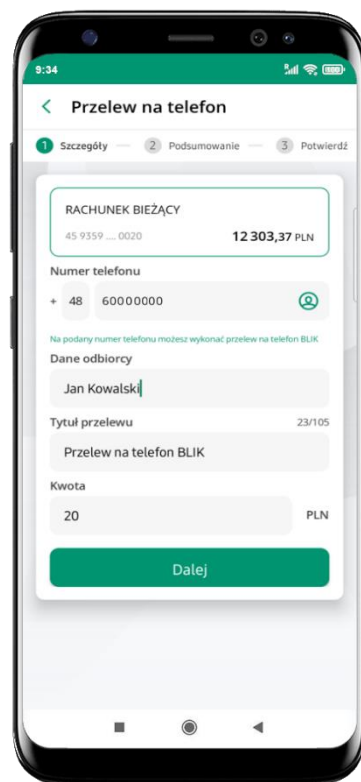 9:34
Przelew na telefon
1 Szczegóły 2 Podsumowanie 3 Potwierdź
RACHUNEK BIEŻĄCY
45 9359 .... 0020 12 303,37 PLN
Numer telefonu
+ 48 60000000
Na podany numer telefonu możesz wykonać przelew na telefon BLIK
Dane odbiorcy
Jan Kowalski
Tytuł przelewu 23/105
Przelew na telefon BLIK
Kwota
20 PLN
Dalej